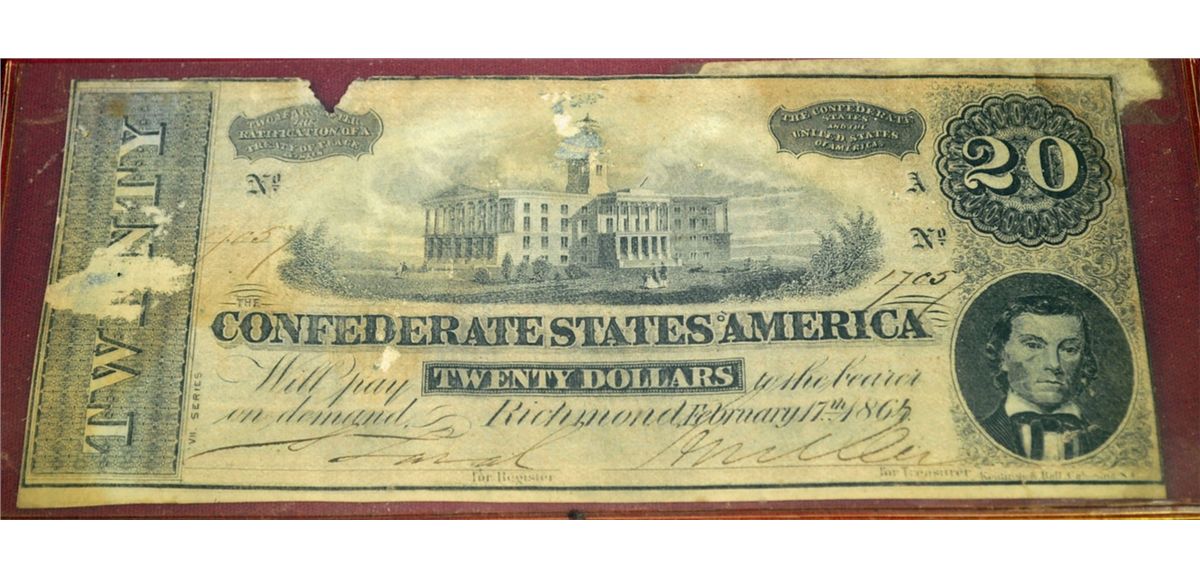 TWENTY
TWO YEARS AFTER
THE
RATIFICATION OF A
TREATY OF PEACE
THE CONFEDERATE
STATES
AND THE
UNITED STATES
OF AMERICA
20
No
A
No
1705
THE
CONFEDERATE STATES OF AMERICA
Will pay TWENTY DOLLARS to the bearer
on demand. Richmond, February 17th 1864
VII SERIES
For Register
For Treasurer